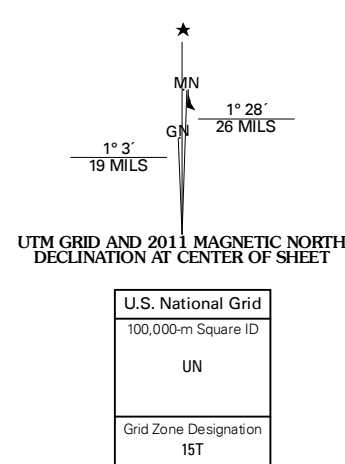 ★
MN
1° 28´
26 MILS
GN
1° 3´
19 MILS
UTM GRID AND 2011 MAGNETIC NORTH
DECLINATION AT CENTER OF SHEET
U.S. National Grid
100,000-m Square ID
UN
Grid Zone Designation
15T